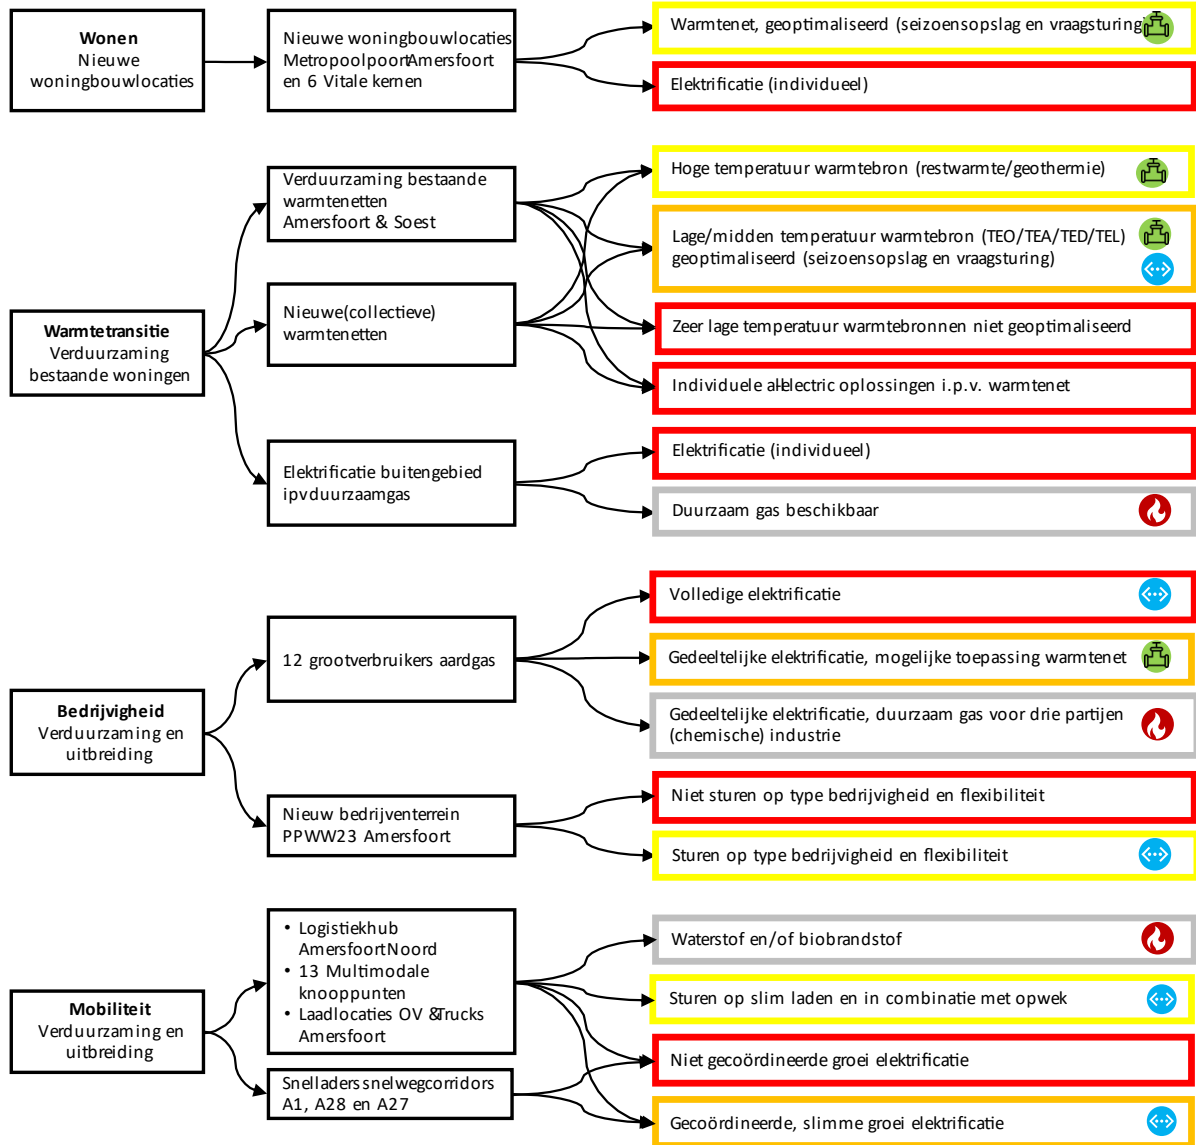 Wonen
Nieuwe
woningbouwlocaties
Nieuwe woningbouwlocaties
MetropoolpoortAmersfoort
en 6 Vitale kernen
Warmtenet, geoptimaliseerd (seizoensopslag en vraagsturing)
Elektrificatie (individueel)
Warmtetransitie
Verduurzaming
bestaande woningen
Verduurzaming bestaande
warmtenetten
Amersfoort & Soest
Nieuwe(collectieve)
warmtenetten
Elektrificatie buitengebied
ipvduurzaamgas
Hoge temperatuur warmtebron (restwarmte/geothermie)
Lage/midden temperatuur warmtebron (TEO/TEA/TED/TEL)
geoptimaliseerd (seizoensopslag en vraagsturing)
Zeer lage temperatuur warmtebronnen niet geoptimaliseerd
Individuele all-electric oplossingen i.p.v. warmtenet
Elektrificatie (individueel)
Duurzaam gas beschikbaar
Bedrijvigheid
Verduurzaming en
uitbreiding
12 grootverbruikers aardgas
Nieuw bedrijventerrein
PPWW23 Amersfoort
Volledige elektrificatie
Gedeeltelijke elektrificatie, mogelijke toepassing warmtenet
Gedeeltelijke elektrificatie, duurzaam gas voor drie partijen
(chemische) industrie
Niet sturen op type bedrijvigheid en flexibiliteit
Sturen op type bedrijvigheid en flexibiliteit
Mobiliteit
Verduurzaming en
uitbreiding
• Logistiekhub
AmersfoortNoord
• 13 Multimodale
knooppunten
• Laadlocaties OV &Trucks
Amersfoort
Snelladerssnelwegcorridors
A1, A28 en A27
Waterstof en/of biobrandstof
Sturen op slim laden en in combinatie met opwek
Niet gecoördineerde groei elektrificatie
Gecoördineerde, slimme groei elektrificatie